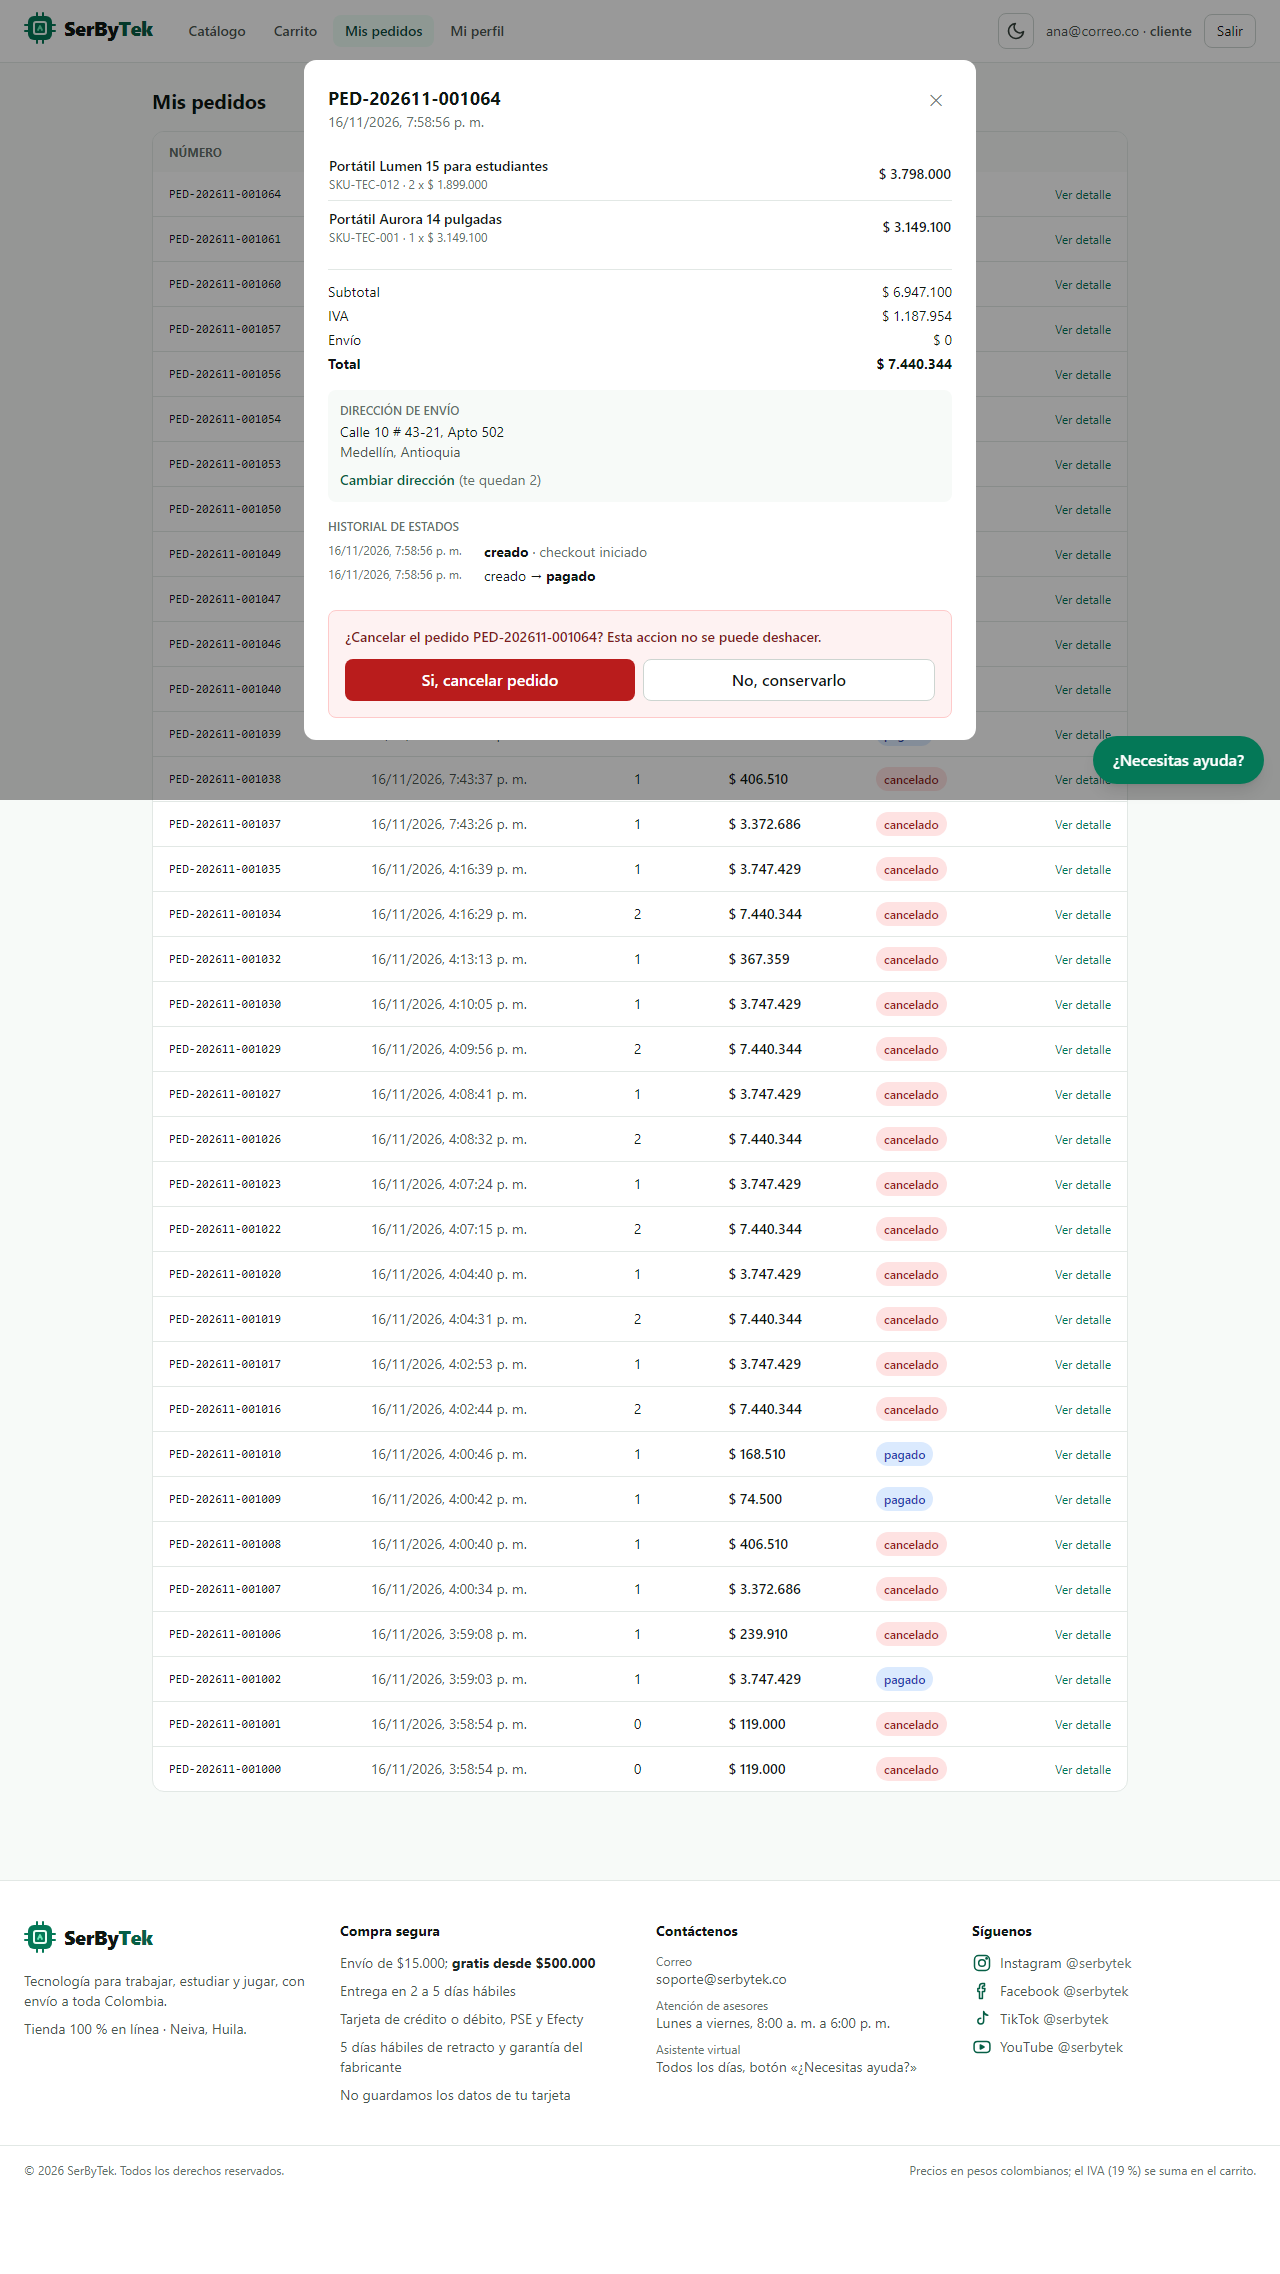 SerByTek Catálogo Carrito Mis pedidos Mi perfil ana@correo.co · cliente Salir
Mis pedidos
NÚMERO
PED-202611-001064 Ver detalle
PED-202611-001061 Ver detalle
PED-202611-001060 Ver detalle
PED-202611-001057 Ver detalle
PED-202611-001056 Ver detalle
PED-202611-001054 Ver detalle
PED-202611-001053 Ver detalle
PED-202611-001050 Ver detalle
PED-202611-001049 Ver detalle
PED-202611-001047 Ver detalle
PED-202611-001046 Ver detalle
PED-202611-001040 Ver detalle
PED-202611-001039 Ver detalle
PED-202611-001064
16/11/2026, 7:58:56 p. m.
Portátil Lumen 15 para estudiantes
SKU-TEC-012 · 2 x $ 1.899.000
$ 3.798.000
Portátil Aurora 14 pulgadas
SKU-TEC-001 · 1 x $ 3.149.100
$ 3.149.100
Subtotal $ 6.947.100
IVA $ 1.187.954
Envío $ 0
Total $ 7.440.344
DIRECCIÓN DE ENVÍO
Calle 10 # 43-21, Apto 502
Medellín, Antioquia
Cambiar dirección (te quedan 2)
HISTORIAL DE ESTADOS
16/11/2026, 7:58:56 p. m. creado · checkout iniciado
16/11/2026, 7:58:56 p. m. creado → pagado
¿Cancelar el pedido PED-202611-001064? Esta accion no se puede deshacer.
Si, cancelar pedido No, conservarlo
¿Necesitas ayuda?
PED-202611-001038 16/11/2026, 7:43:37 p. m. 1 $ 406.510 cancelado Ver detalle
PED-202611-001037 16/11/2026, 7:43:26 p. m. 1 $ 3.372.686 cancelado Ver detalle
PED-202611-001035 16/11/2026, 4:16:39 p. m. 1 $ 3.747.429 cancelado Ver detalle
PED-202611-001034 16/11/2026, 4:16:29 p. m. 2 $ 7.440.344 cancelado Ver detalle
PED-202611-001032 16/11/2026, 4:13:13 p. m. 1 $ 367.359 cancelado Ver detalle
PED-202611-001030 16/11/2026, 4:10:05 p. m. 1 $ 3.747.429 cancelado Ver detalle
PED-202611-001029 16/11/2026, 4:09:56 p. m. 2 $ 7.440.344 cancelado Ver detalle
PED-202611-001027 16/11/2026, 4:08:41 p. m. 1 $ 3.747.429 cancelado Ver detalle
PED-202611-001026 16/11/2026, 4:08:32 p. m. 2 $ 7.440.344 cancelado Ver detalle
PED-202611-001023 16/11/2026, 4:07:24 p. m. 1 $ 3.747.429 cancelado Ver detalle
PED-202611-001022 16/11/2026, 4:07:15 p. m. 2 $ 7.440.344 cancelado Ver detalle
PED-202611-001020 16/11/2026, 4:04:40 p. m. 1 $ 3.747.429 cancelado Ver detalle
PED-202611-001019 16/11/2026, 4:04:31 p. m. 2 $ 7.440.344 cancelado Ver detalle
PED-202611-001017 16/11/2026, 4:02:53 p. m. 1 $ 3.747.429 cancelado Ver detalle
PED-202611-001016 16/11/2026, 4:02:44 p. m. 2 $ 7.440.344 cancelado Ver detalle
PED-202611-001010 16/11/2026, 4:00:46 p. m. 1 $ 168.510 pagado Ver detalle
PED-202611-001009 16/11/2026, 4:00:42 p. m. 1 $ 74.500 pagado Ver detalle
PED-202611-001008 16/11/2026, 4:00:40 p. m. 1 $ 406.510 cancelado Ver detalle
PED-202611-001007 16/11/2026, 4:00:34 p. m. 1 $ 3.372.686 cancelado Ver detalle
PED-202611-001006 16/11/2026, 3:59:08 p. m. 1 $ 239.910 cancelado Ver detalle
PED-202611-001002 16/11/2026, 3:59:03 p. m. 1 $ 3.747.429 pagado Ver detalle
PED-202611-001001 16/11/2026, 3:58:54 p. m. 0 $ 119.000 cancelado Ver detalle
PED-202611-001000 16/11/2026, 3:58:54 p. m. 0 $ 119.000 cancelado Ver detalle
SerByTek
Tecnología para trabajar, estudiar y jugar, con
envío a toda Colombia.
Tienda 100 % en línea · Neiva, Huila.
Compra segura
Envío de $15.000; gratis desde $500.000
Entrega en 2 a 5 días hábiles
Tarjeta de crédito o débito, PSE y Efecty
5 días hábiles de retracto y garantía del
fabricante
No guardamos los datos de tu tarjeta
Contáctenos
Correo
soporte@serbytek.co
Atención de asesores
Lunes a viernes, 8:00 a. m. a 6:00 p. m.
Asistente virtual
Todos los días, botón «¿Necesitas ayuda?»
Síguenos
Instagram @serbytek
Facebook @serbytek
TikTok @serbytek
YouTube @serbytek
© 2026 SerByTek. Todos los derechos reservados.
Precios en pesos colombianos; el IVA (19 %) se suma en el carrito.